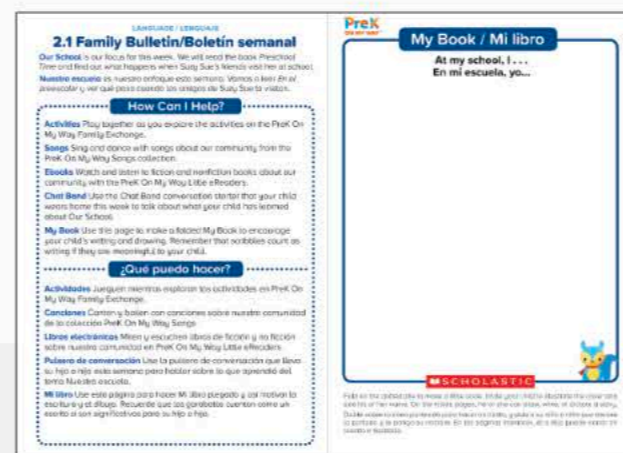 LANGUAGE / LENGUAJE
2.1 Family Bulletin/Boletín semanal
Our School is our focus for this week. We will read the book Preschool
Time and find out what happens when Suzy Sue's friends visit her at school.
Nuestra escuela es nuestro enfoque esta semana. Vamos a leer En el
preescolar y ver qué pasa cuando los amigos de Suzy Sue la visitan.
How Can I Help?
Activities Play together as you explore the activities on the PreK On
My Way Family Exchange.
Songs Sing and dance with songs about our community from the
PreK On My Way Songs collection.
Ebooks Watch and listen to fiction and nonfiction books about our
community with the PreK On My Way Little eReaders.
Chat Band Use the Chat Band conversation starter that your child
wears home this week to talk about what your child has learned
about Our School.
My Book Use this page to make a folded My Book to encourage
your child's writing and drawing. Remember that scribbles count as
writing if they are meaningful to your child.
¿Qué puedo hacer?
Actividades Jueguen mientras exploran las actividades en PreK On
My Way Family Exchange.
Canciones Canten y bailen con canciones sobre nuestra comunidad
de la colección PreK On My Way Songs.
Libros electrónicos Miren y escuchen libros de ficción y no ficción
sobre nuestra comunidad en PreK On My Way Little eReaders.
Pulsera de conversación Use la pulsera de conversación que lleva
su hijo o hija esta semana para hablar sobre lo que aprendió del
tema Nuestra escuela.
Mi libro Use esta página para hacer Mi libro plegado y así motivar la
escritura y el dibujo. Recuerde que los garabatos cuentan como un
escrito si son significativos para su hijo o hija.
PreK
ON MY WAY
My Book / Mi libro
At my school, I . . .
En mi escuela, yo...
SCHOLASTIC